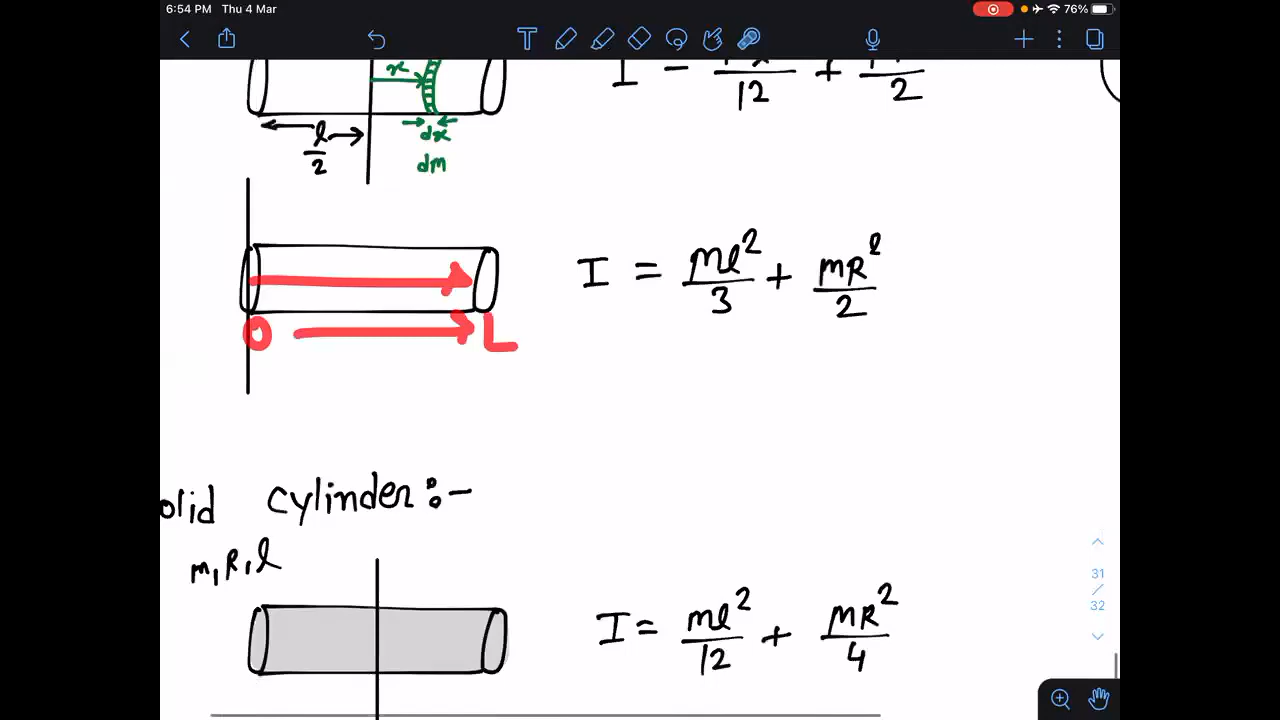 6:54 PM Thu 4 Mar
76%
x
I = 12 + 2
l/2
dx
dm
I = ml²/3 + mR²/2
O L
olid cylinder :-
m, R, l
31
/
32
I = ml²/12 + mR²/4